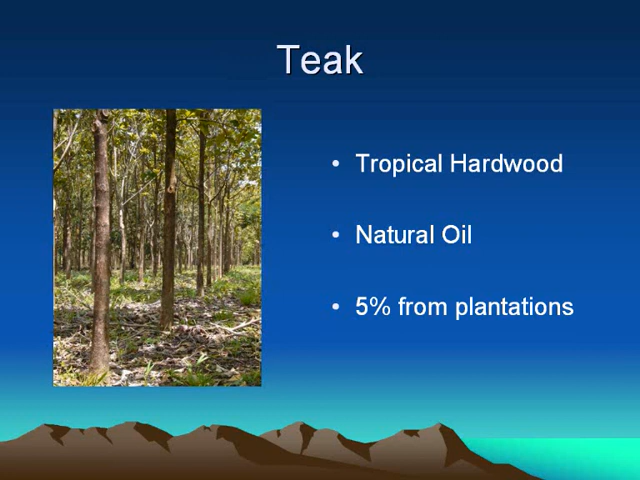 Teak
• Tropical Hardwood
• Natural Oil
• 5% from plantations